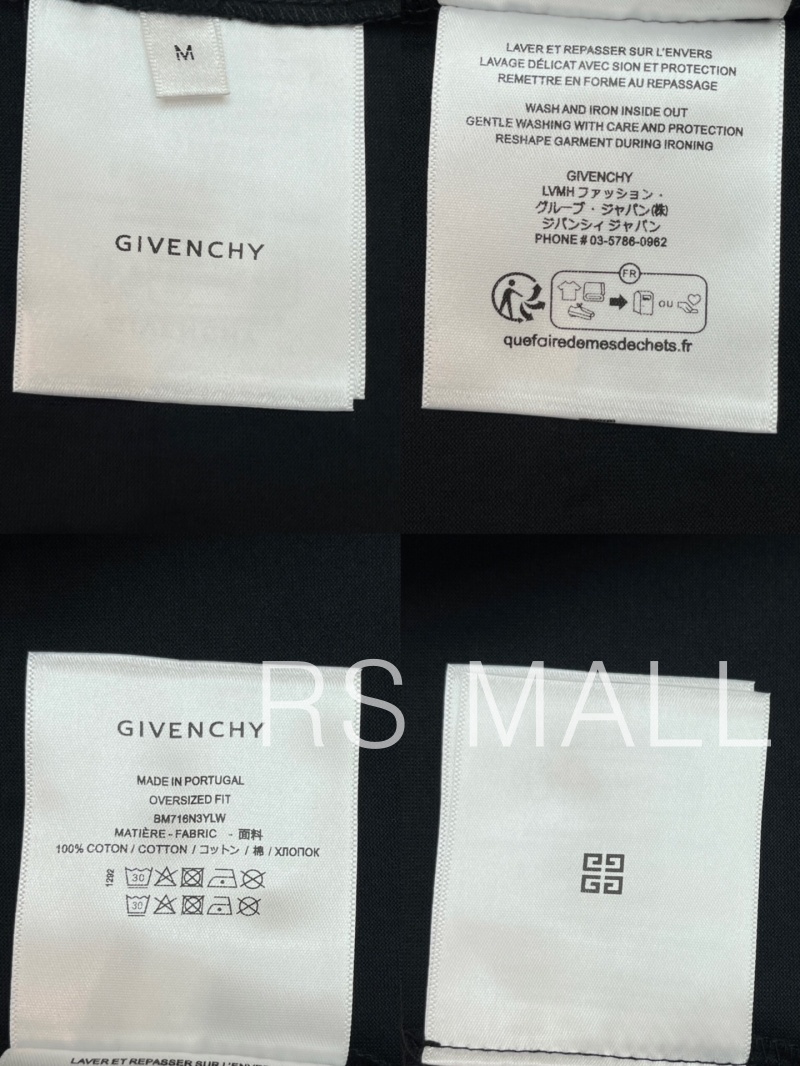 M
GIVENCHY
LAVER ET REPASSER SUR L'ENVERS
LAVAGE DÉLICAT AVEC SION ET PROTECTION
REMETTRE EN FORME AU REPASSAGE
WASH AND IRON INSIDE OUT
GENTLE WASHING WITH CARE AND PROTECTION
RESHAPE GARMENT DURING IRONING
GIVENCHY
LVMH ファッション・
グループ・ジャパン(株)
ジバンシィ ジャパン
PHONE # 03-5786-0962
FR
OU
quefairedemesdechets.fr
RS MALL
GIVENCHY
MADE IN PORTUGAL
OVERSIZED FIT
BM716N3YLW
MATIÈRE - FABRIC - 面料
100% COTON / COTTON / コットン / 棉 / ХЛОПОК
1292
30
30
LAVER ET REPASSER SUR L'ENV